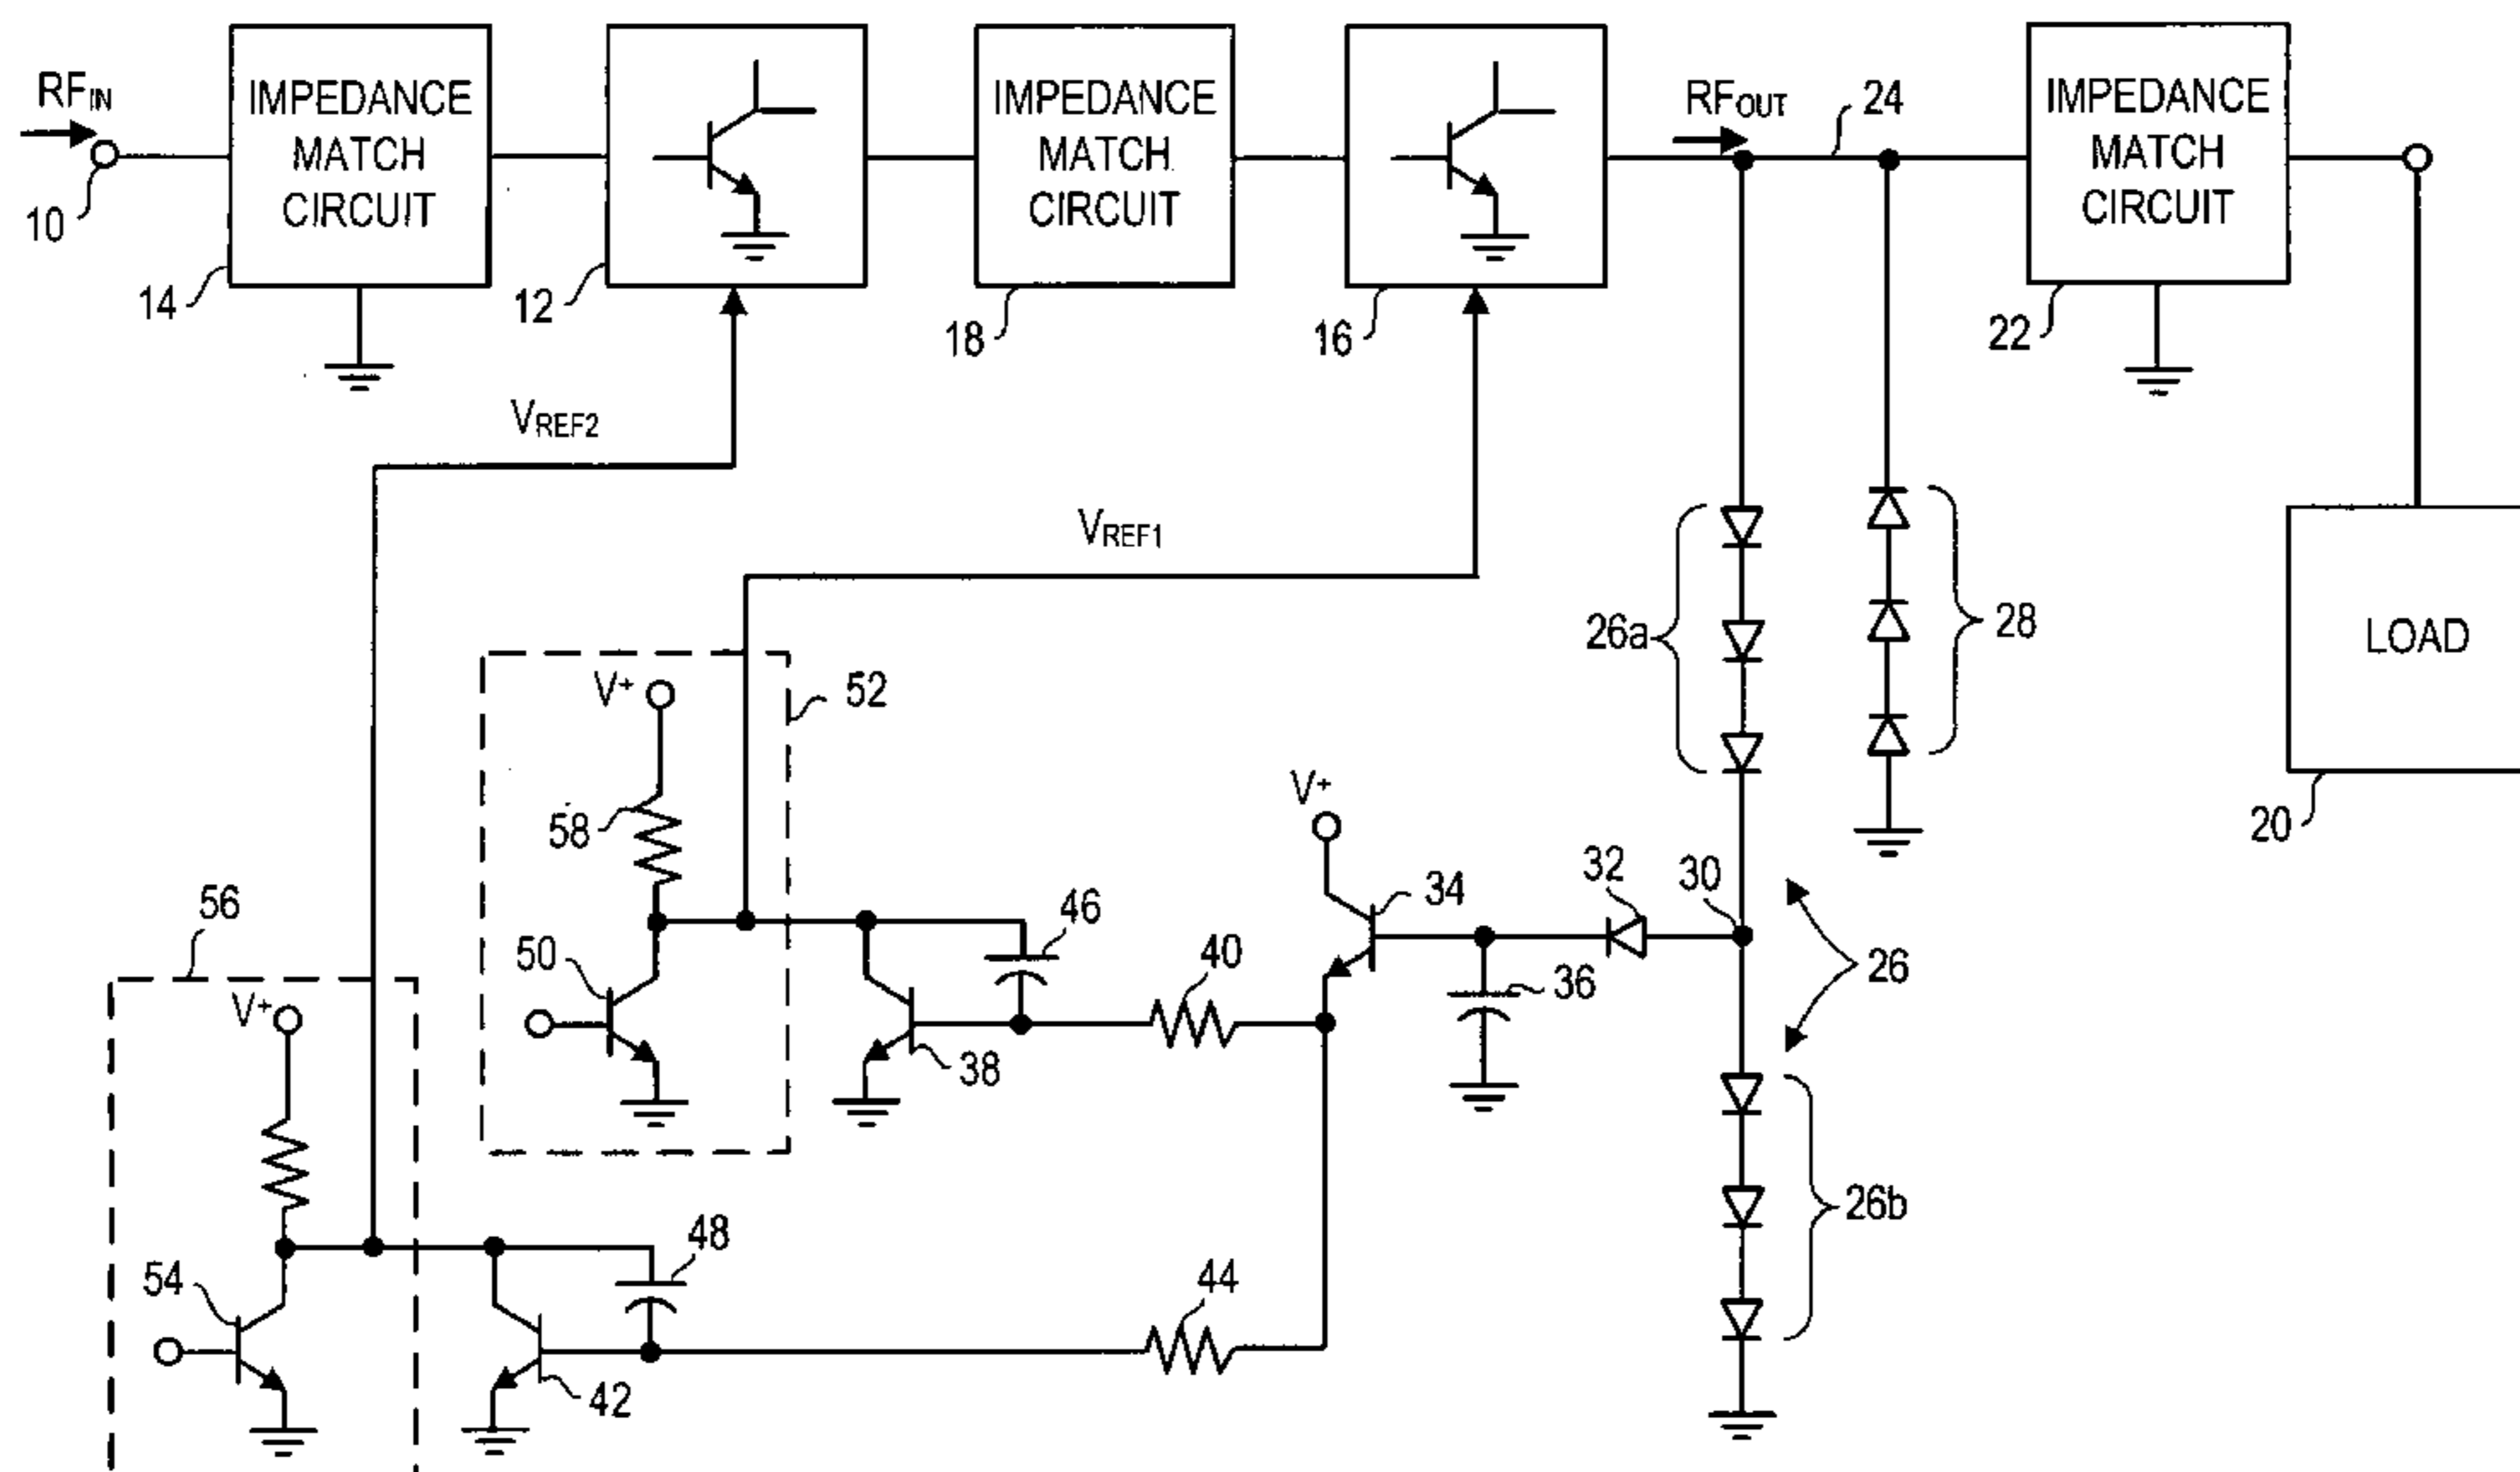 RFIN
10
IMPEDANCE
MATCH
CIRCUIT
14
12
IMPEDANCE
MATCH
CIRCUIT
18
16
RFOUT
24
IMPEDANCE
MATCH
CIRCUIT
22
VREF2
VREF1
26a
28
LOAD
20
V+
52
58
50
V+
34
32
30
26
46
40
36
38
56
V+
54
48
42
44
26b